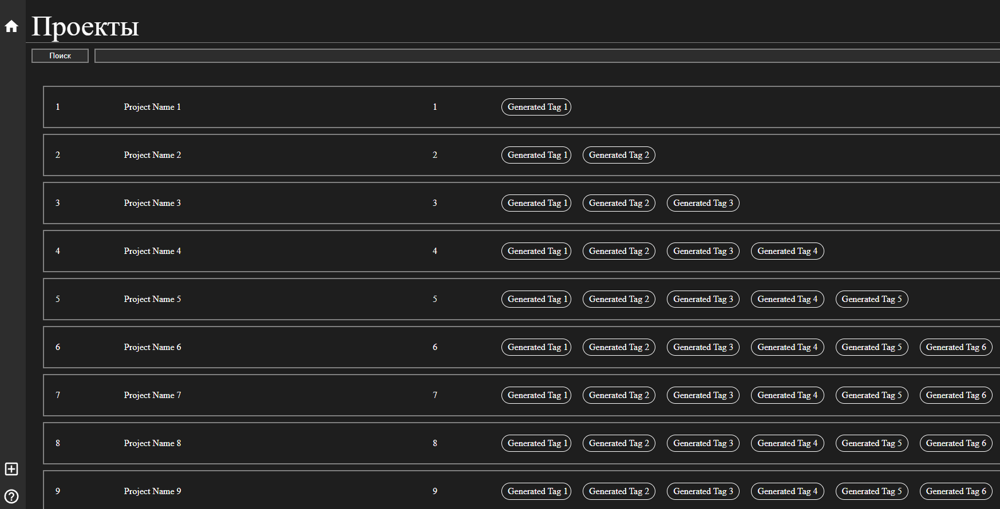 Проекты
Поиск
1 Project Name 1 1 Generated Tag 1
2 Project Name 2 2 Generated Tag 1 Generated Tag 2
3 Project Name 3 3 Generated Tag 1 Generated Tag 2 Generated Tag 3
4 Project Name 4 4 Generated Tag 1 Generated Tag 2 Generated Tag 3 Generated Tag 4
5 Project Name 5 5 Generated Tag 1 Generated Tag 2 Generated Tag 3 Generated Tag 4 Generated Tag 5
6 Project Name 6 6 Generated Tag 1 Generated Tag 2 Generated Tag 3 Generated Tag 4 Generated Tag 5 Generated Tag 6
7 Project Name 7 7 Generated Tag 1 Generated Tag 2 Generated Tag 3 Generated Tag 4 Generated Tag 5 Generated Tag 6
8 Project Name 8 8 Generated Tag 1 Generated Tag 2 Generated Tag 3 Generated Tag 4 Generated Tag 5 Generated Tag 6
9 Project Name 9 9 Generated Tag 1 Generated Tag 2 Generated Tag 3 Generated Tag 4 Generated Tag 5 Generated Tag 6